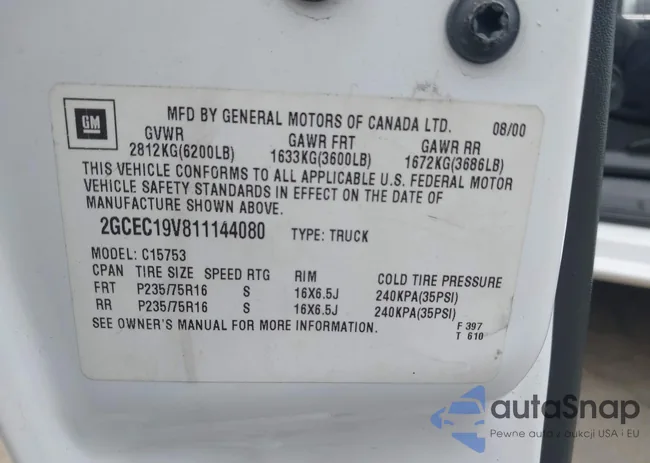 GM
MFD BY GENERAL MOTORS OF CANADA LTD. 08/00
GVWR GAWR FRT GAWR RR
2812KG(6200LB) 1633KG(3600LB) 1672KG(3686LB)
THIS VEHICLE CONFORMS TO ALL APPLICABLE U.S. FEDERAL MOTOR
VEHICLE SAFETY STANDARDS IN EFFECT ON THE DATE OF
MANUFACTURE SHOWN ABOVE.
2GCEC19V811144080 TYPE: TRUCK
MODEL: C15753
CPAN TIRE SIZE SPEED RTG RIM COLD TIRE PRESSURE
FRT P235/75R16 S 16X6.5J 240KPA(35PSI)
RR P235/75R16 S 16X6.5J 240KPA(35PSI)
SEE OWNER'S MANUAL FOR MORE INFORMATION. F 397
T 610
autoSnap
Pewne auta z aukcji USA i EU